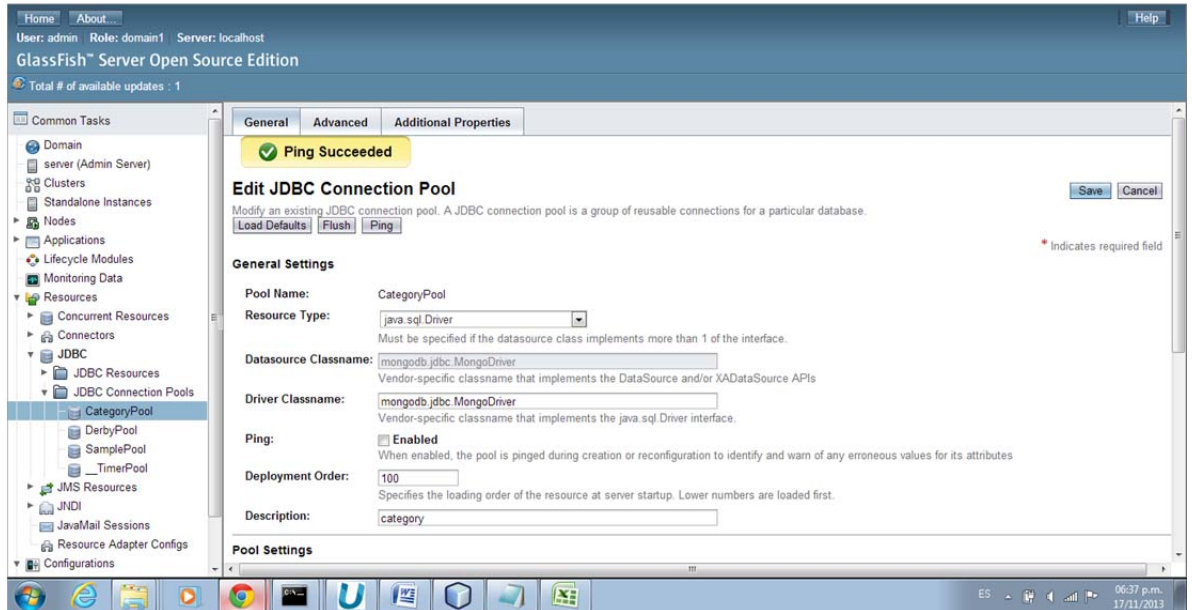 Home About...
Help
User: admin Role: domain1 Server: localhost
GlassFish™ Server Open Source Edition
Total # of available updates : 1
Common Tasks
Domain
server (Admin Server)
Clusters
Standalone Instances
Nodes
Applications
Lifecycle Modules
Monitoring Data
Resources
Concurrent Resources
Connectors
JDBC
JDBC Resources
JDBC Connection Pools
CategoryPool
DerbyPool
SamplePool
__TimerPool
JMS Resources
JNDI
JavaMail Sessions
Resource Adapter Configs
Configurations
General Advanced Additional Properties
Ping Succeeded
Edit JDBC Connection Pool
Save Cancel
Modify an existing JDBC connection pool. A JDBC connection pool is a group of reusable connections for a particular database.
Load Defaults Flush Ping
* Indicates required field
General Settings
Pool Name: CategoryPool
Resource Type: java.sql.Driver
Must be specified if the datasource class implements more than 1 of the interface.
Datasource Classname: mongodb.jdbc.MongoDriver
Vendor-specific classname that implements the DataSource and/or XADataSource APIs
Driver Classname: mongodb.jdbc.MongoDriver
Vendor-specific classname that implements the java.sql.Driver interface.
Ping: Enabled
When enabled, the pool is pinged during creation or reconfiguration to identify and warn of any erroneous values for its attributes
Deployment Order: 100
Specifies the loading order of the resource at server startup. Lower numbers are loaded first.
Description: category
Pool Settings
ES
06:37 p.m.
17/11/2013